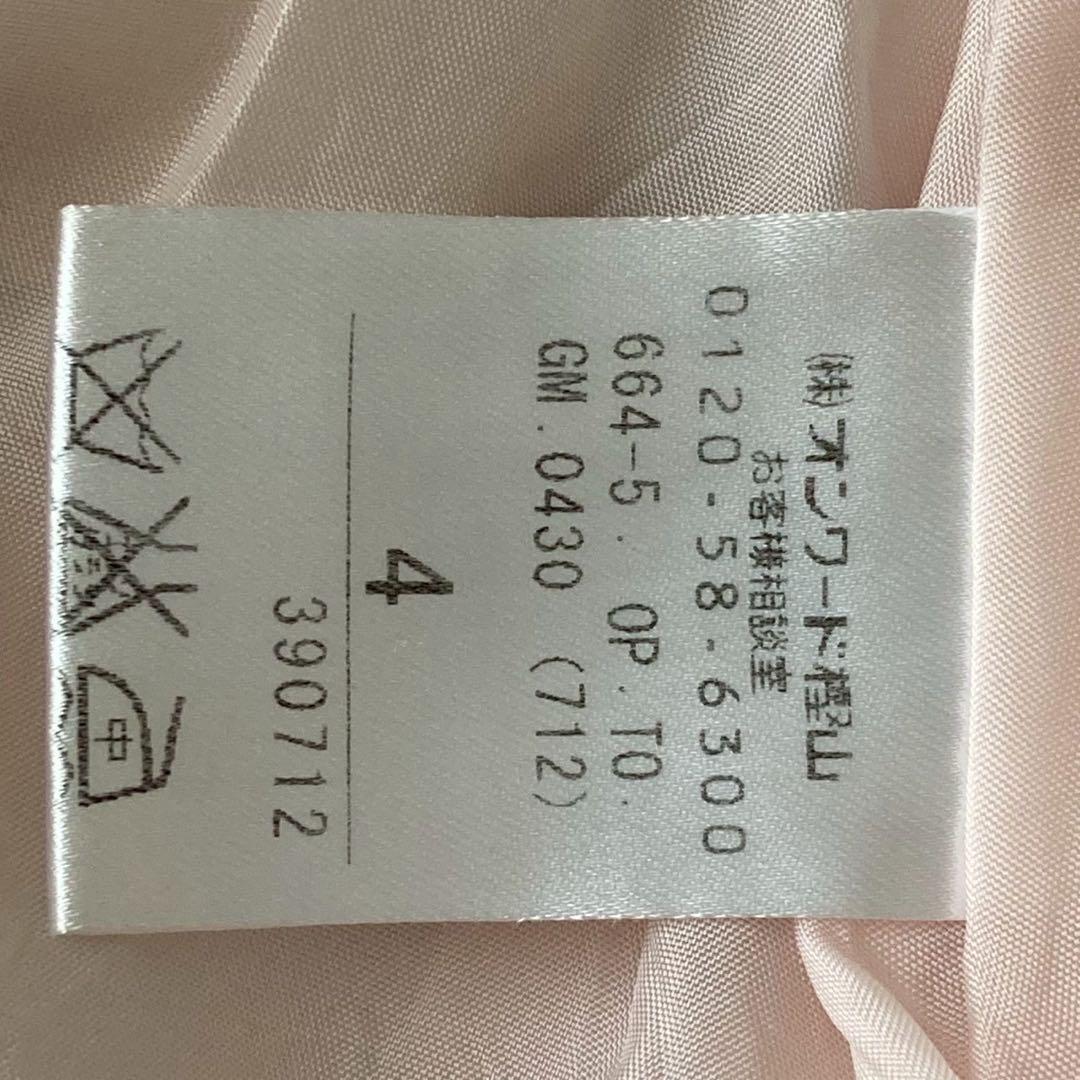 ㈱オンワード樫山
お客様相談室
0120-58-6300
664-5. OP. TO.
GM.0430 (712)
4
390712
中